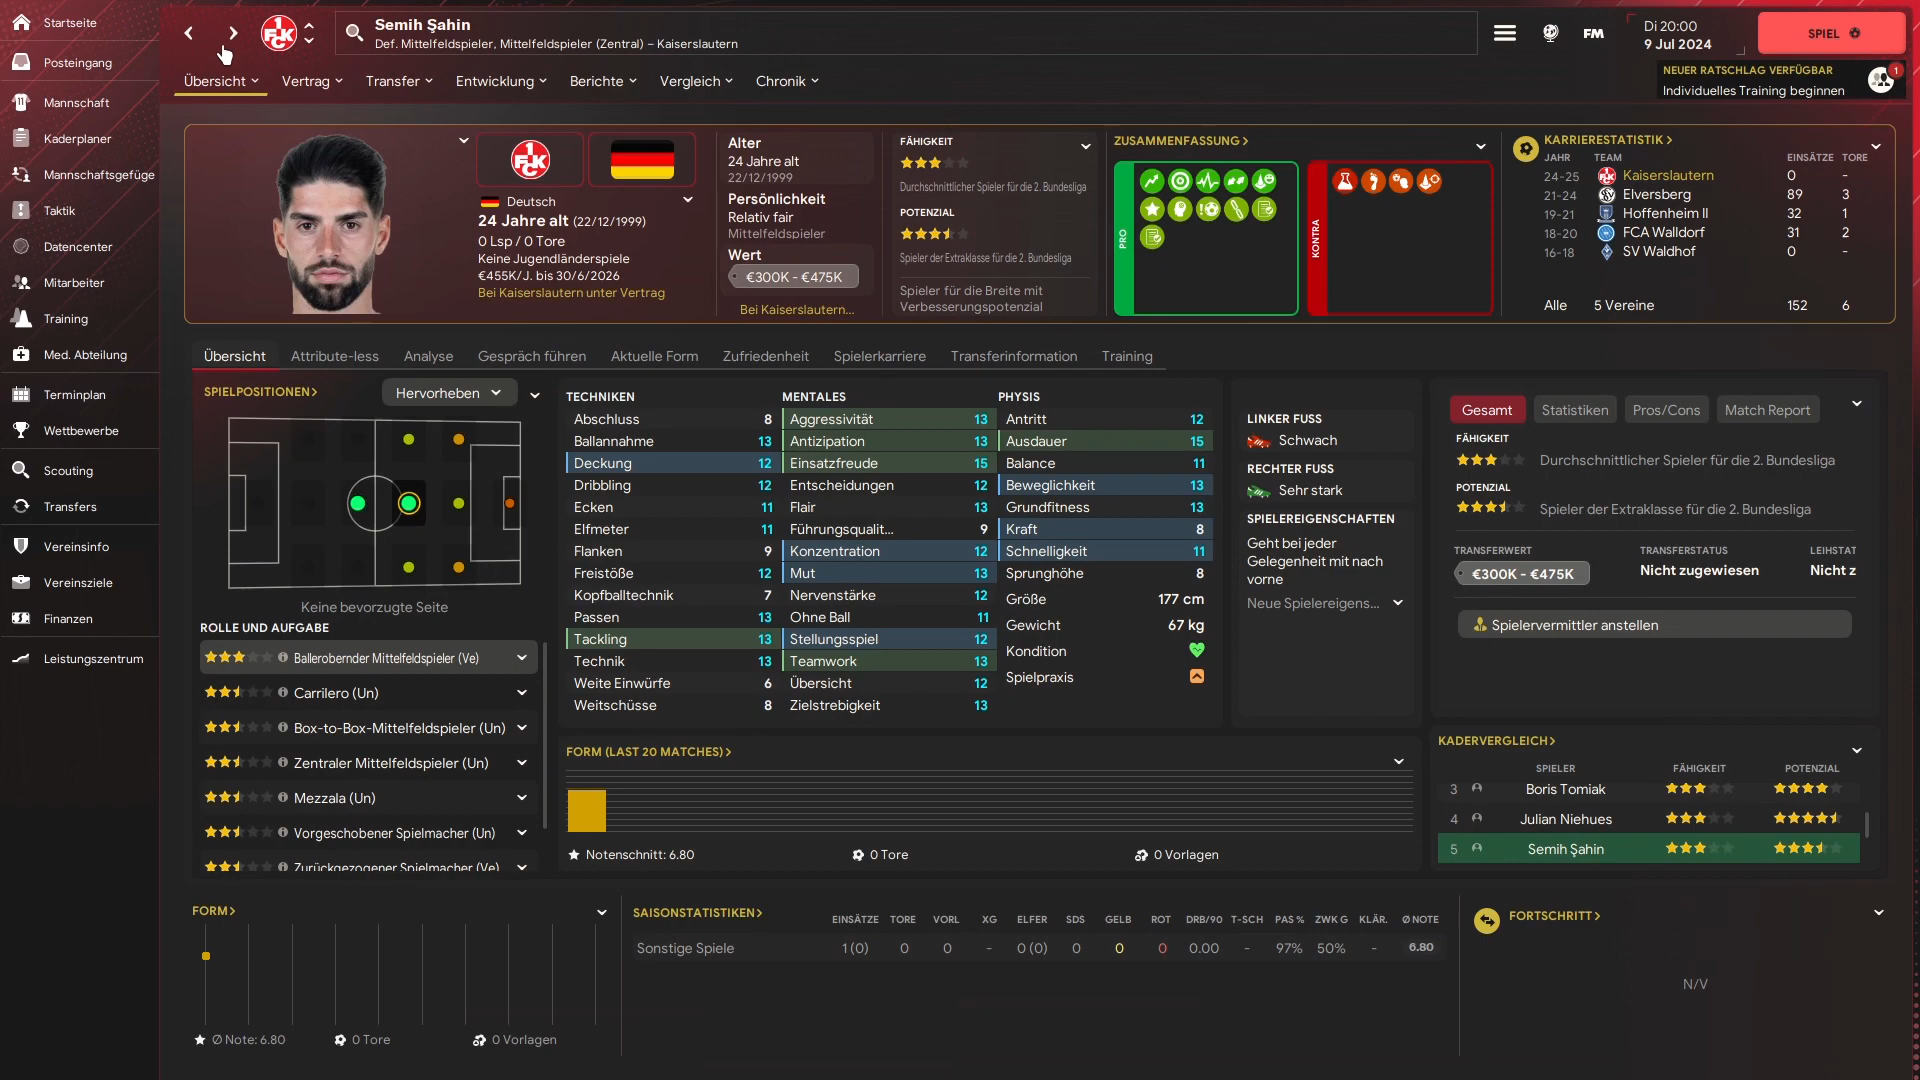 Startseite
Posteingang
Mannschaft
Kaderplaner
Mannschaftsgefüge
Taktik
Datencenter
Mitarbeiter
Training
Med. Abteilung
Terminplan
Wettbewerbe
Scouting
Transfers
Vereinsinfo
Vereinsziele
Finanzen
Leistungszentrum
Semih Şahin
Def. Mittelfeldspieler, Mittelfeldspieler (Zentral) – Kaiserslautern
FM
Di 20:00
9 Jul 2024
SPIEL
Übersicht Vertrag Transfer Entwicklung Berichte Vergleich Chronik
NEUER RATSCHLAG VERFÜGBAR
Individuelles Training beginnen
1
Deutsch
24 Jahre alt (22/12/1999)
0 Lsp / 0 Tore
Keine Jugendländerspiele
€455K/J. bis 30/6/2026
Bei Kaiserslautern unter Vertrag
Alter
24 Jahre alt
22/12/1999
Persönlichkeit
Relativ fair
Mittelfeldspieler
Wert
€300K - €475K
Bei Kaiserslautern...
FÄHIGKEIT
Durchschnittlicher Spieler für die 2. Bundesliga
POTENZIAL
Spieler der Extraklasse für die 2. Bundesliga
Spieler für die Breite mit
Verbesserungspotenzial
ZUSAMMENFASSUNG
PRO
KONTRA
KARRIERESTATISTIK
JAHR TEAM EINSÄTZE TORE
24-25 Kaiserslautern 0 -
21-24 Elversberg 89 3
19-21 Hoffenheim II 32 1
18-20 FCA Walldorf 31 2
16-18 SV Waldhof 0 -
Alle 5 Vereine 152 6
Übersicht Attribute-less Analyse Gespräch führen Aktuelle Form Zufriedenheit Spielerkarriere Transferinformation Training
SPIELPOSITIONEN
Hervorheben
Keine bevorzugte Seite
ROLLE UND AUFGABE
Ballerobernder Mittelfeldspieler (Ve)
Carrilero (Un)
Box-to-Box-Mittelfeldspieler (Un)
Zentraler Mittelfeldspieler (Un)
Mezzala (Un)
Vorgeschobener Spielmacher (Un)
Zurückgezogener Spielmacher (Ve)
TECHNIKEN
Abschluss 8
Ballannahme 13
Deckung 12
Dribbling 12
Ecken 11
Elfmeter 11
Flanken 9
Freistöße 12
Kopfballtechnik 7
Passen 13
Tackling 13
Technik 13
Weite Einwürfe 6
Weitschüsse 8
MENTALES
Aggressivität 13
Antizipation 13
Einsatzfreude 15
Entscheidungen 12
Flair 13
Führungsqualit... 9
Konzentration 12
Mut 13
Nervenstärke 12
Ohne Ball 11
Stellungsspiel 12
Teamwork 13
Übersicht 12
Zielstrebigkeit 13
PHYSIS
Antritt 12
Ausdauer 15
Balance 11
Beweglichkeit 13
Grundfitness 13
Kraft 8
Schnelligkeit 11
Sprunghöhe 8
Größe 177 cm
Gewicht 67 kg
Kondition
Spielpraxis
LINKER FUSS
Schwach
RECHTER FUSS
Sehr stark
SPIELEREIGENSCHAFTEN
Geht bei jeder
Gelegenheit mit nach
vorne
Neue Spielereigens...
Gesamt Statistiken Pros/Cons Match Report
FÄHIGKEIT
Durchschnittlicher Spieler für die 2. Bundesliga
POTENZIAL
Spieler der Extraklasse für die 2. Bundesliga
TRANSFERWERT TRANSFERSTATUS LEIHSTAT
€300K - €475K Nicht zugewiesen Nicht z
Spielervermittler anstellen
FORM (LAST 20 MATCHES)
Notenschnitt: 6.80 0 Tore 0 Vorlagen
KADERVERGLEICH
SPIELER FÄHIGKEIT POTENZIAL
3 Boris Tomiak
4 Julian Niehues
5 Semih Şahin
FORM
Ø Note: 6.80 0 Tore 0 Vorlagen
SAISONSTATISTIKEN EINSÄTZE TORE VORL XG ELFER SDS GELB ROT DRB/90 T-SCH PAS % ZWK G KLÄR. Ø NOTE
Sonstige Spiele 1 (0) 0 0 - 0 (0) 0 0 0 0.00 - 97% 50% - 6.80
FORTSCHRITT
N/V